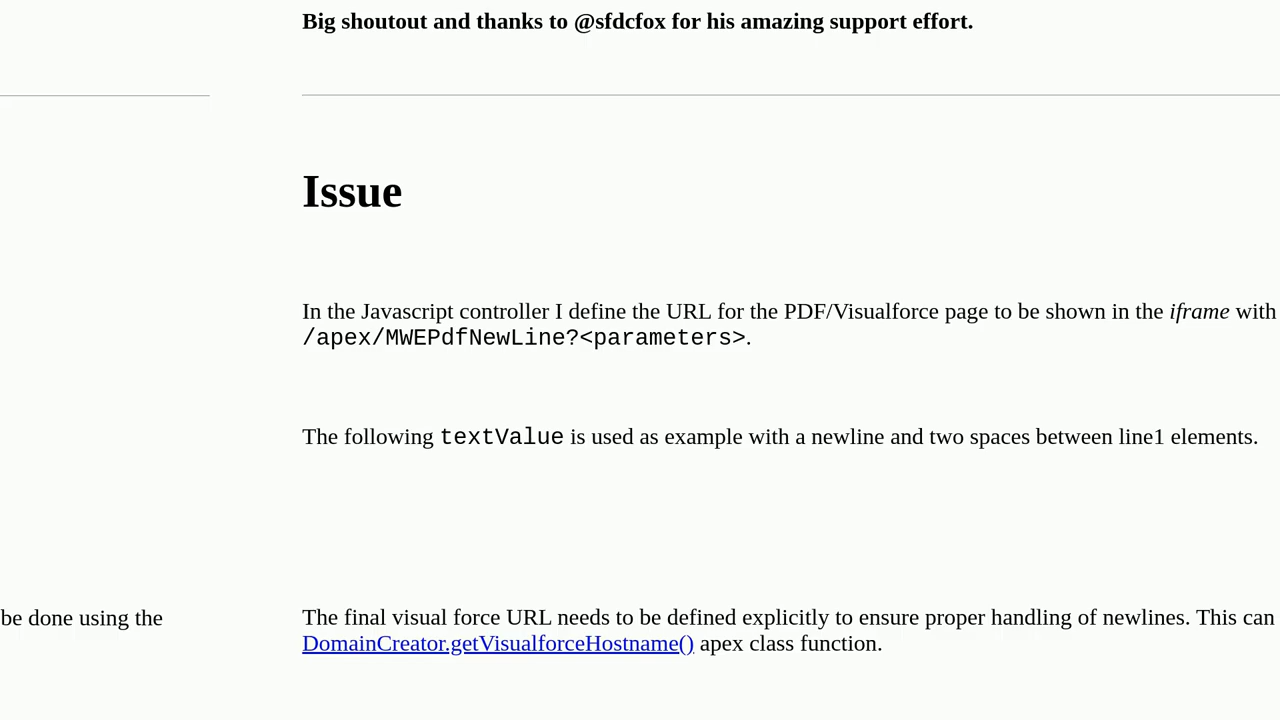 Big shoutout and thanks to @sfdcfox for his amazing support effort.
Issue
In the Javascript controller I define the URL for the PDF/Visualforce page to be shown in the iframe with
/apex/MWEPdfNewLine?<parameters>.
The following textValue is used as example with a newline and two spaces between line1 elements.
be done using the
The final visual force URL needs to be defined explicitly to ensure proper handling of newlines. This can
DomainCreator.getVisualforceHostname() apex class function.